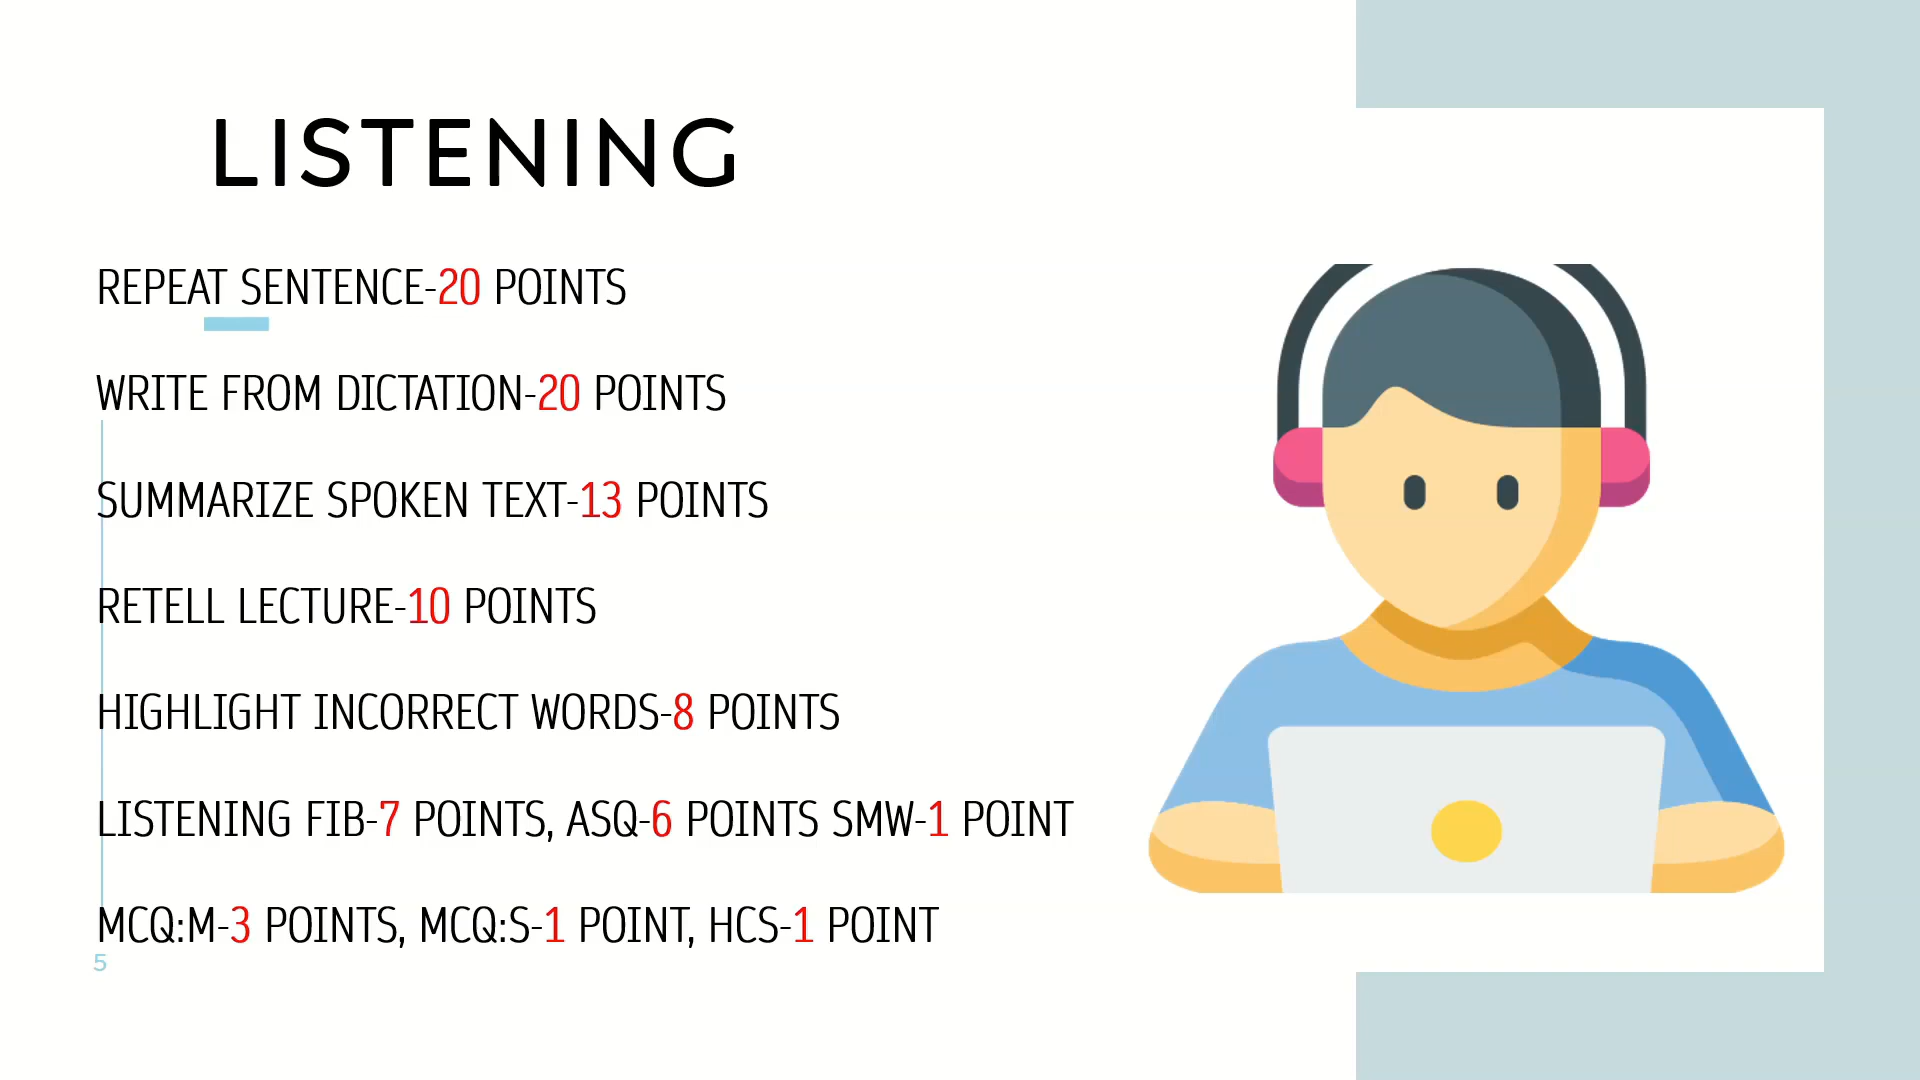 LISTENING
REPEAT SENTENCE-20 POINTS
WRITE FROM DICTATION-20 POINTS
SUMMARIZE SPOKEN TEXT-13 POINTS
RETELL LECTURE-10 POINTS
HIGHLIGHT INCORRECT WORDS-8 POINTS
LISTENING FIB-7 POINTS, ASQ-6 POINTS SMW-1 POINT
MCQ:M-3 POINTS, MCQ:S-1 POINT, HCS-1 POINT
5